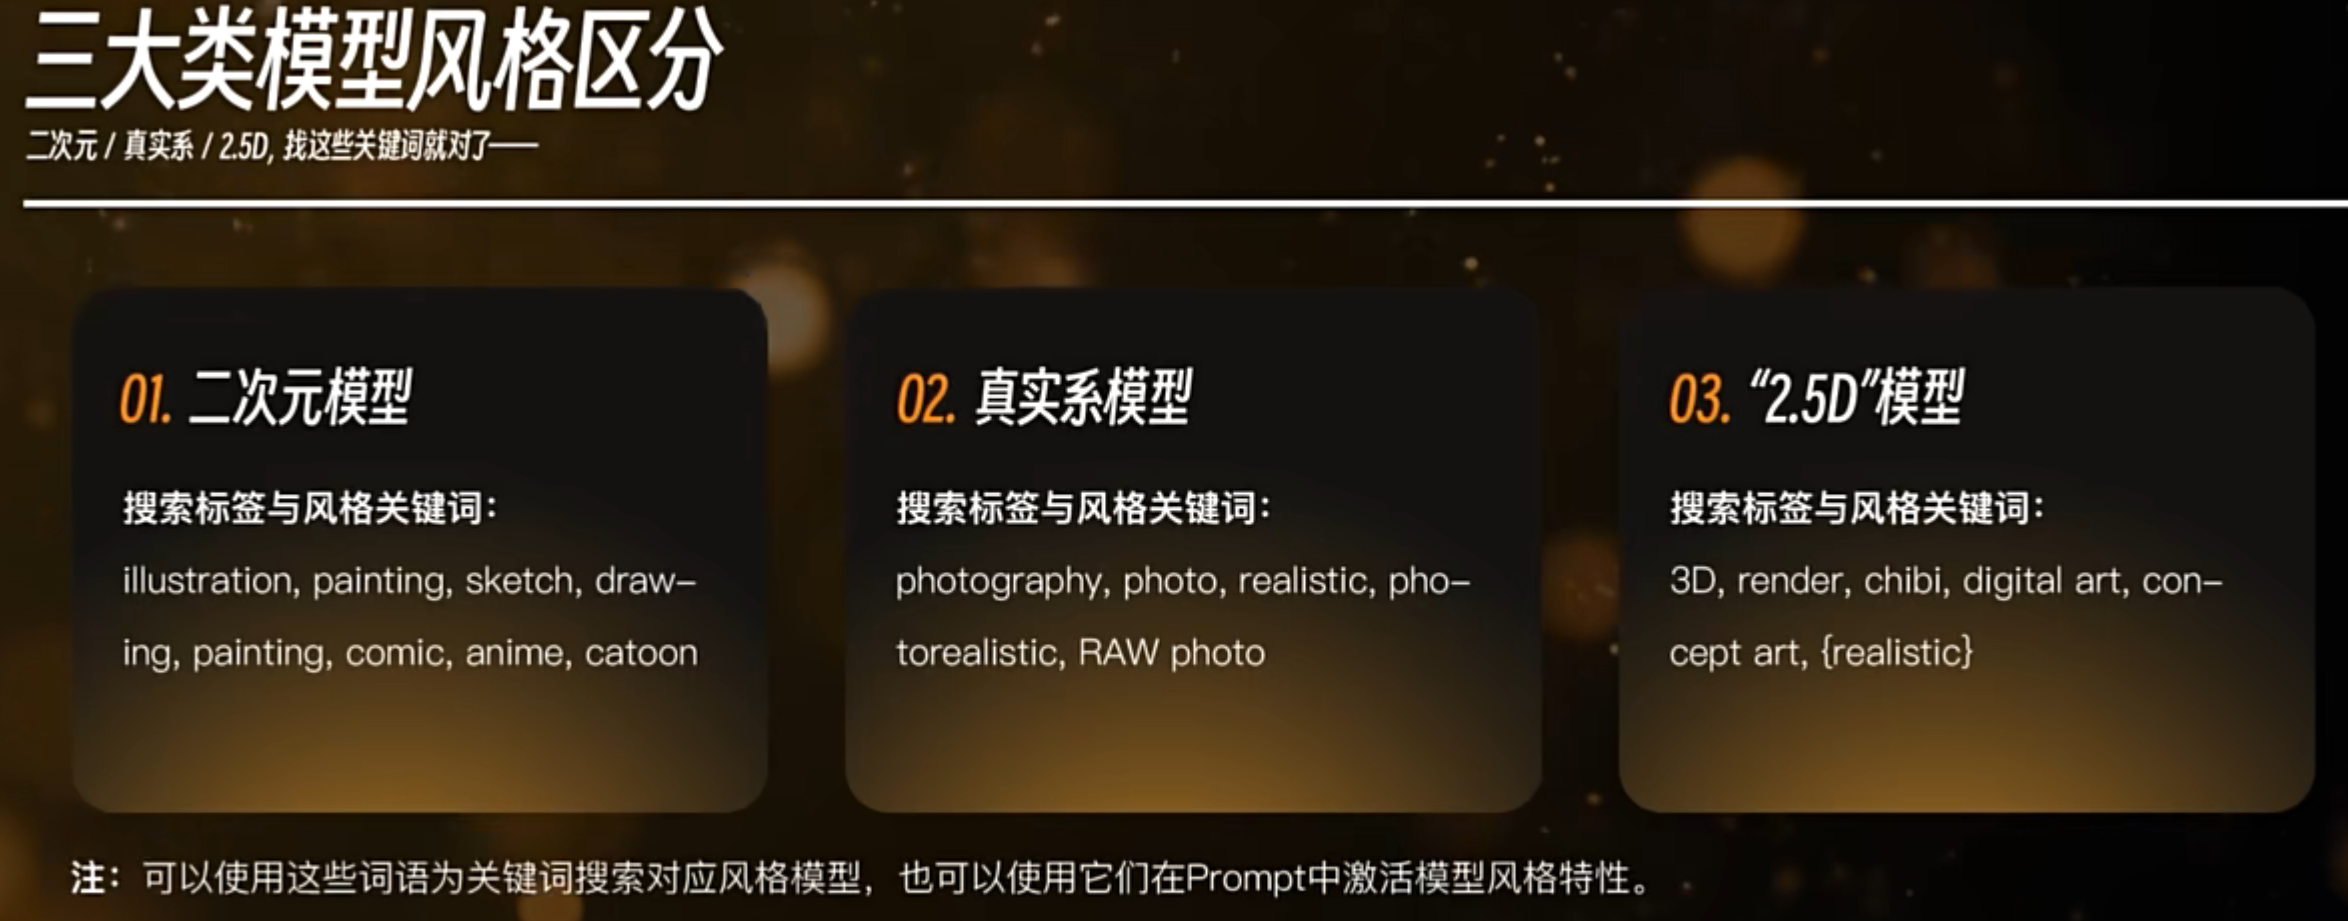 三大类模型风格区分
二次元 / 真实系 / 2.5D, 找这些关键词就对了——
01. 二次元模型
搜索标签与风格关键词：
illustration, painting, sketch, draw–
ing, painting, comic, anime, catoon
02. 真实系模型
搜索标签与风格关键词：
photography, photo, realistic, pho–
torealistic, RAW photo
03. “2.5D”模型
搜索标签与风格关键词：
3D, render, chibi, digital art, con–
cept art, {realistic}
注：可以使用这些词语为关键词搜索对应风格模型，也可以使用它们在Prompt中激活模型风格特性。